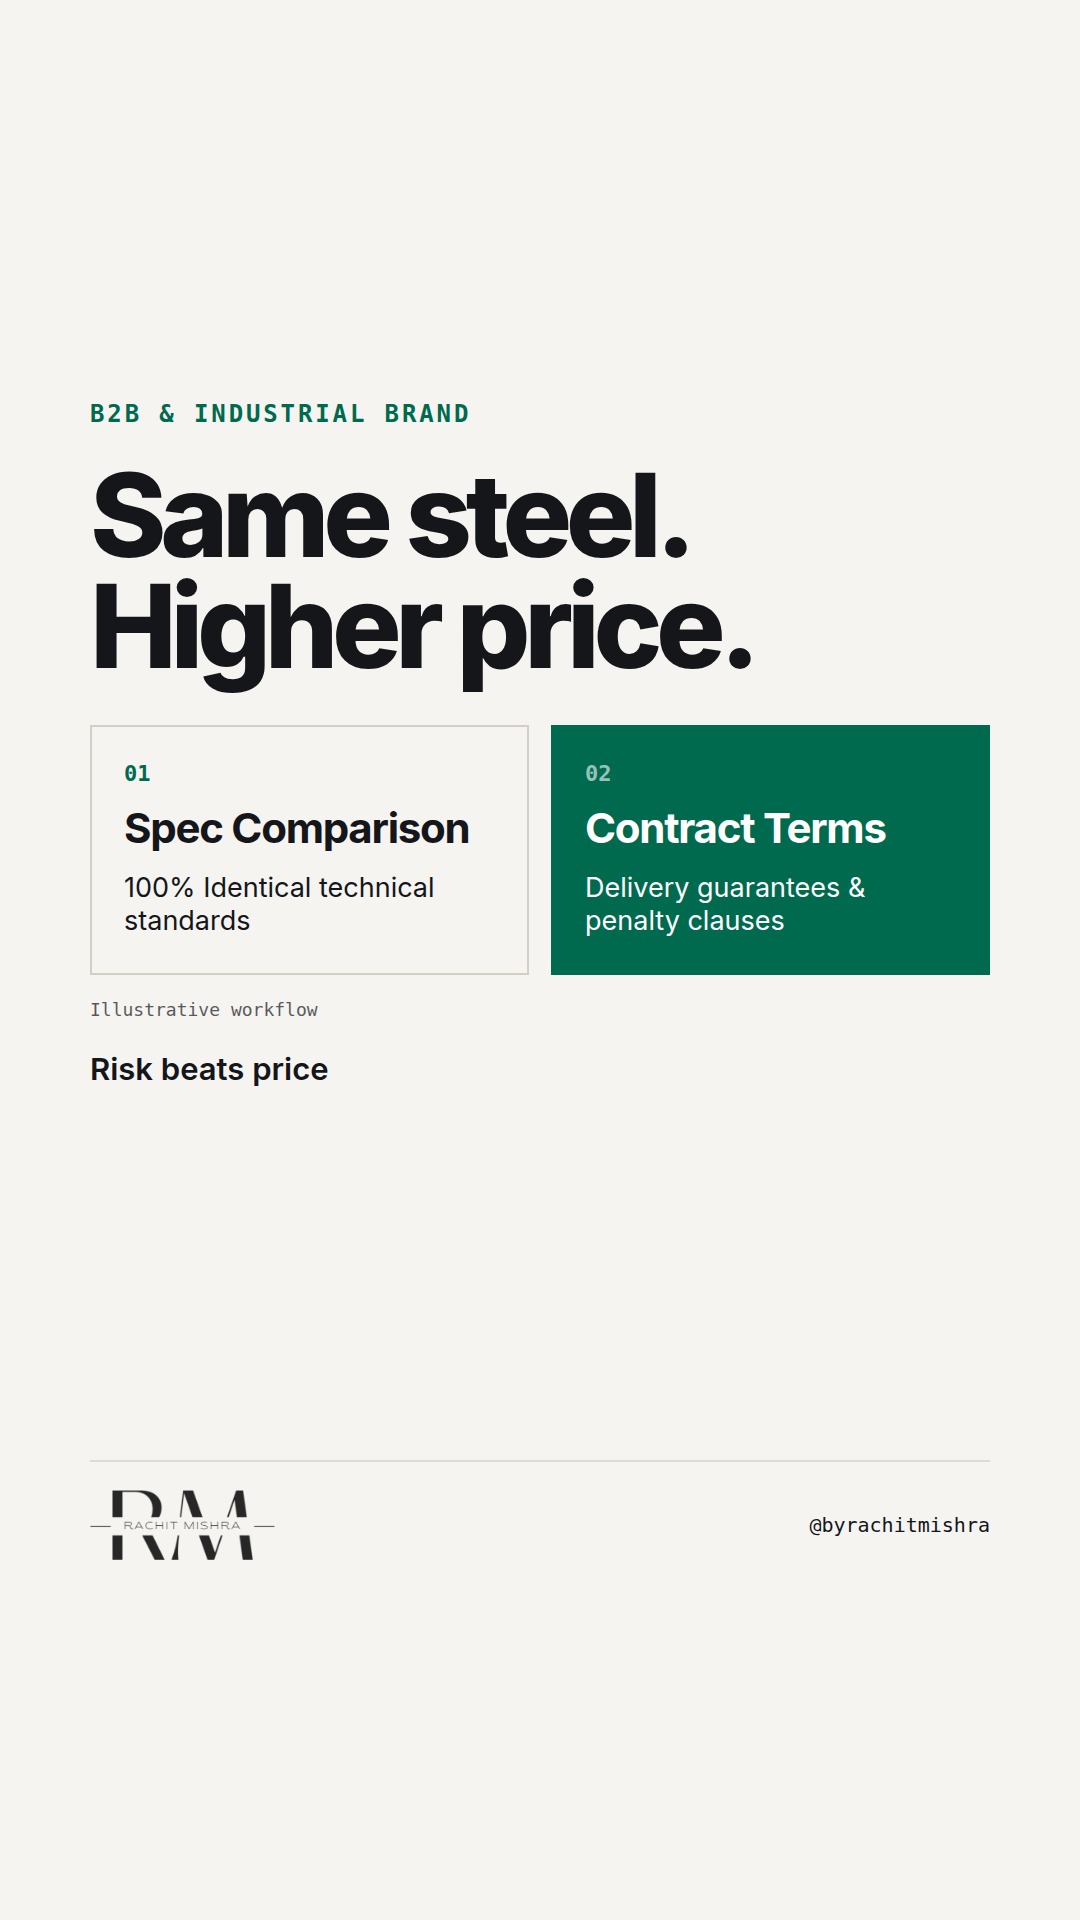 B2B & INDUSTRIAL BRAND
Same steel.
Higher price.
01
Spec Comparison
100% Identical technical
standards
02
Contract Terms
Delivery guarantees &
penalty clauses
Illustrative workflow
Risk beats price
RM
RACHIT MISHRA
@byrachitmishra